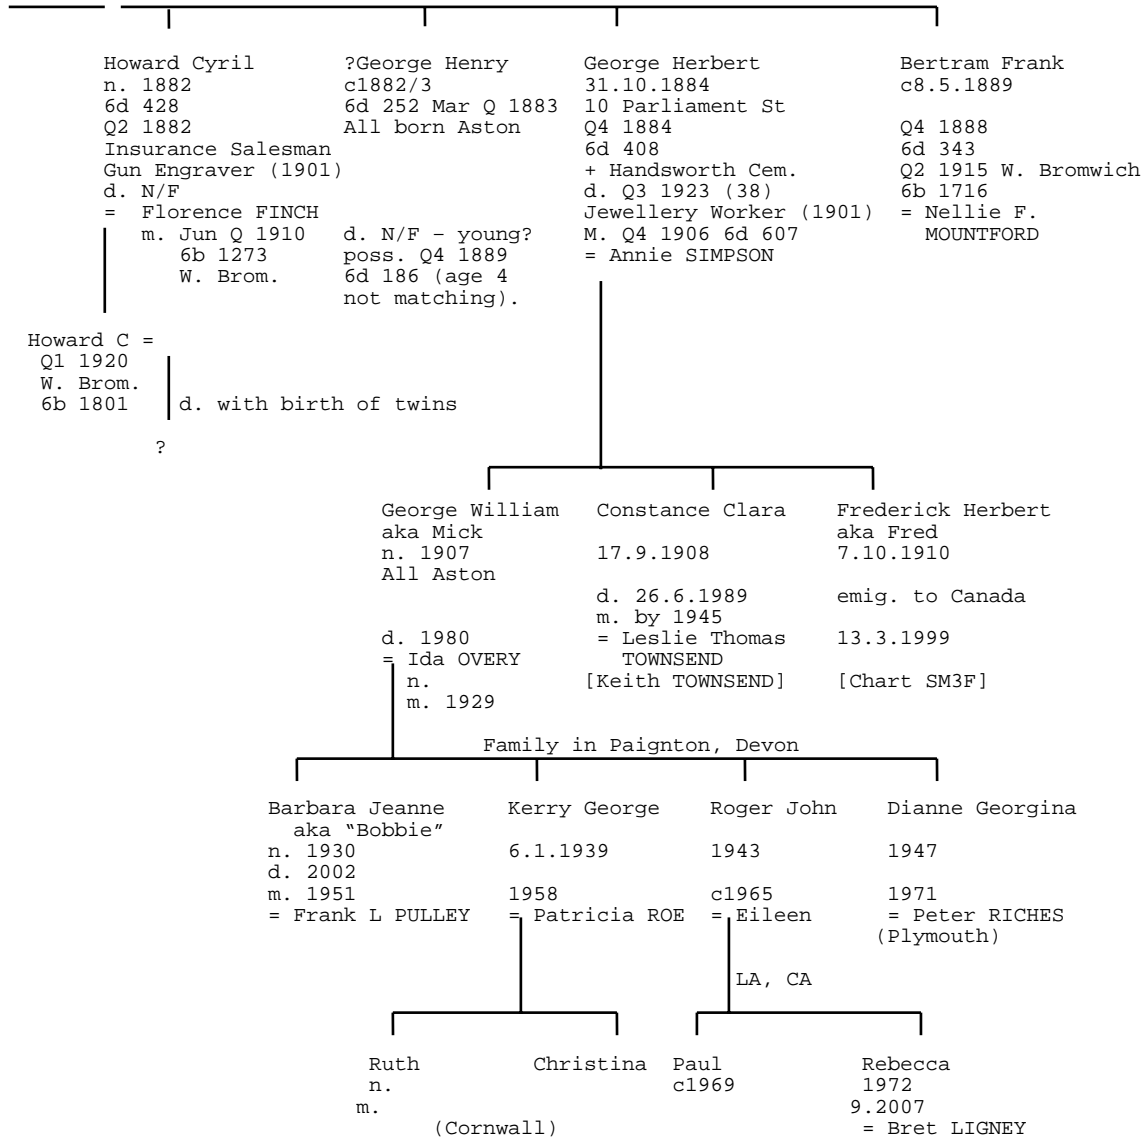 Howard Cyril ?George Henry George Herbert Bertram Frank
n. 1882 c1882/3 31.10.1884 c8.5.1889
6d 428 6d 252 Mar Q 1883 10 Parliament St
Q2 1882 All born Aston Q4 1884 Q4 1888
Insurance Salesman 6d 408 6d 343
Gun Engraver (1901) + Handsworth Cem. Q2 1915 W. Bromwich
d. N/F d. Q3 1923 (38) 6b 1716
= Florence FINCH Jewellery Worker (1901) = Nellie F.
m. Jun Q 1910 d. N/F – young? M. Q4 1906 6d 607 MOUNTFORD
6b 1273 poss. Q4 1889 = Annie SIMPSON
W. Brom. 6d 186 (age 4
not matching).
Howard C =
Q1 1920
W. Brom.
6b 1801 d. with birth of twins
?
George William Constance Clara Frederick Herbert
aka Mick aka Fred
n. 1907 17.9.1908 7.10.1910
All Aston
d. 26.6.1989 emig. to Canada
m. by 1945
d. 1980 = Leslie Thomas 13.3.1999
= Ida OVERY TOWNSEND
n. [Keith TOWNSEND] [Chart SM3F]
m. 1929
Family in Paignton, Devon
Barbara Jeanne Kerry George Roger John Dianne Georgina
aka “Bobbie”
n. 1930 6.1.1939 1943 1947
d. 2002
m. 1951 1958 c1965 1971
= Frank L PULLEY = Patricia ROE = Eileen = Peter RICHES
(Plymouth)
LA, CA
Ruth Christina Paul Rebecca
n. c1969 1972
m. 9.2007
(Cornwall) = Bret LIGNEY